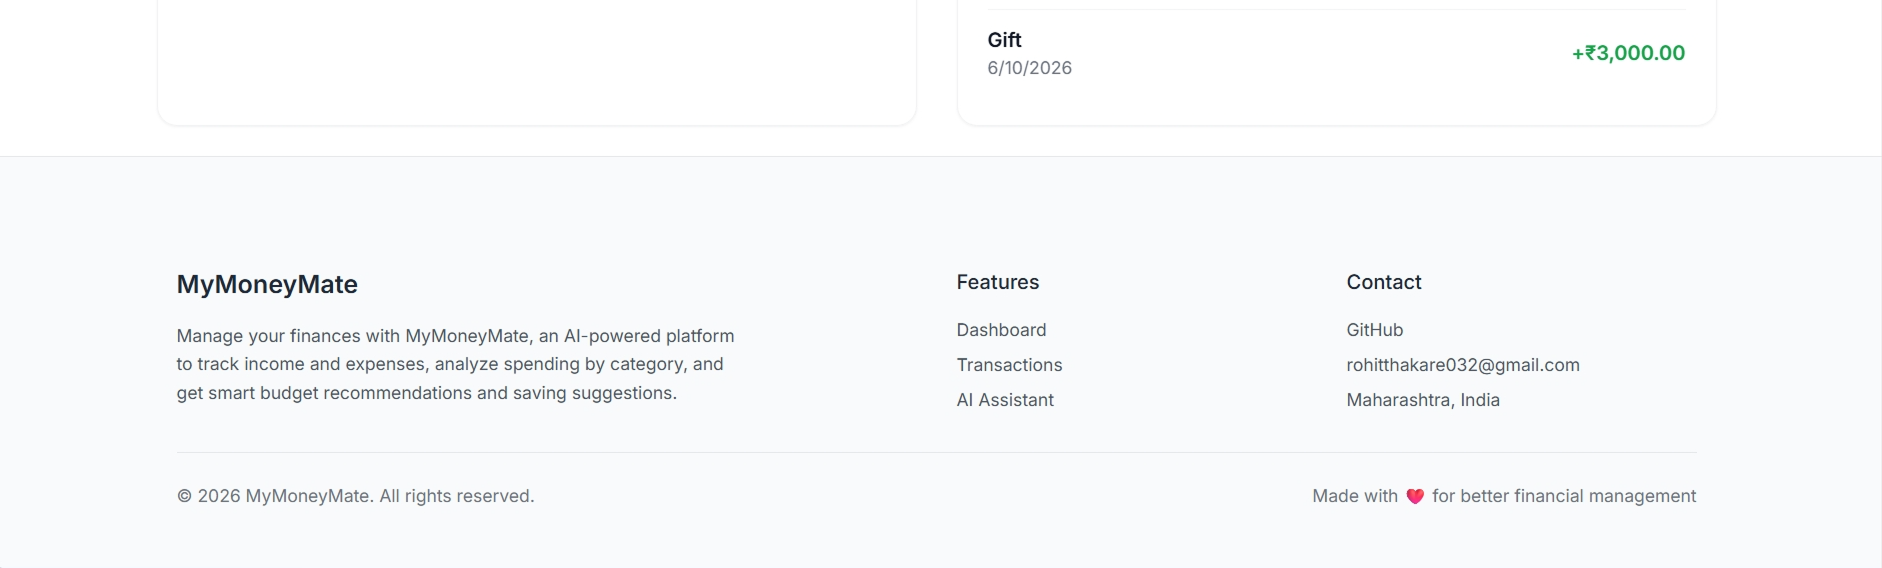 Gift
6/10/2026
+₹3,000.00
MyMoneyMate
Manage your finances with MyMoneyMate, an AI-powered platform
to track income and expenses, analyze spending by category, and
get smart budget recommendations and saving suggestions.
Features
Dashboard
Transactions
AI Assistant
Contact
GitHub
rohitthakare032@gmail.com
Maharashtra, India
© 2026 MyMoneyMate. All rights reserved.
Made with ❤️ for better financial management